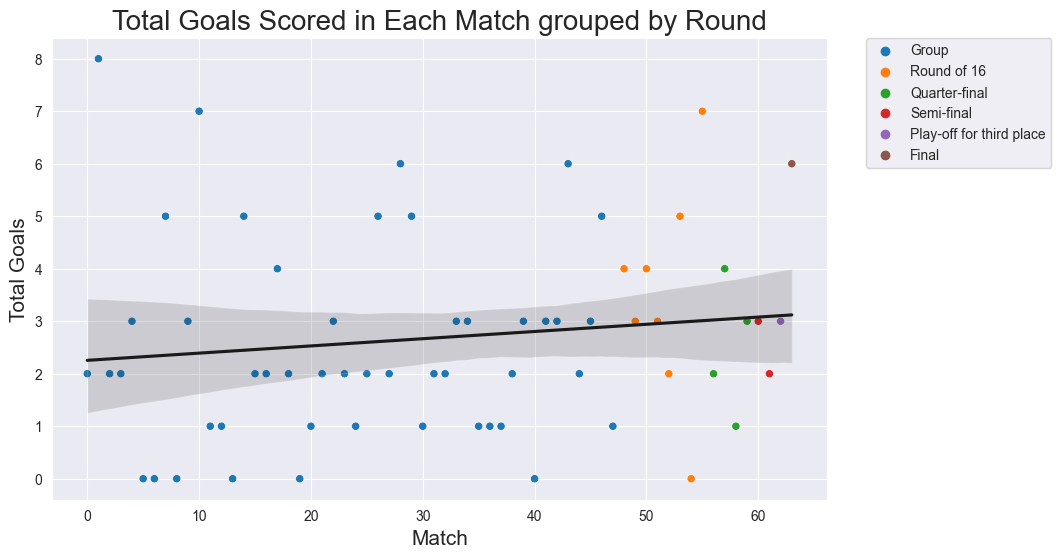 Total Goals Scored in Each Match grouped by Round
Group
Round of 16
Quarter-final
Semi-final
Play-off for third place
Final
Total Goals
8
7
6
5
4
3
2
1
0
0 10 20 30 40 50 60
Match